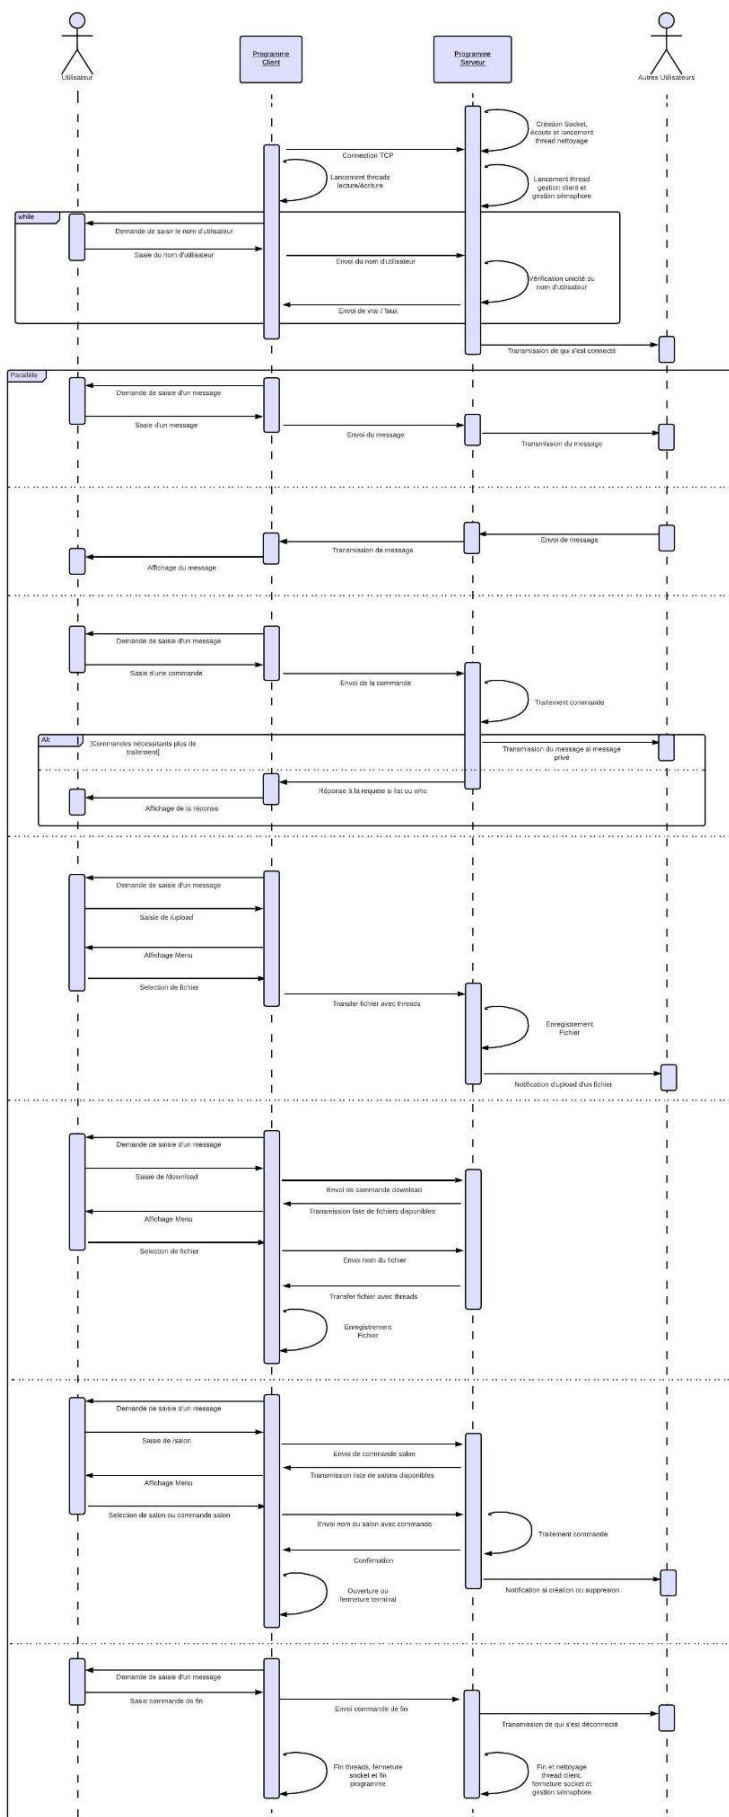 Utilisateur
Programme
Client
Programme
Serveur
Autres Utilisateurs
Création Socket,
écoute et lancement
thread nettoyage
Connection TCP
Lancement threads
lecture/écriture
Lancement thread
gestion client et
gestion sémaphore
while
Demande de saisir le nom d'utilisateur
Sasie du nom d'utilisateur
Envoi du nom d'utilisateur
Vérification unicité du
nom d'utilisateur
Envoi de vrai / faux
Transmission de qui s'est connecté
Parallèle
Demande de saisie d'un message
Sasie d'un message
Envoi du message
Transmission du message
Envoi de message
Transmission de message
Affichage du message
Demande de saisie d'un message
Sasie d'une commande
Envoi de la commande
Traitement commande
Alt
[Commandes nécessitants plus de
traitement]
Transmission du message si message
privé
Réponse à la requete si list ou who
Affichage de la réponse
Demande de saisie d'un message
Saisie de /upload
Affichage Menu
Selection de fichier
Transfer fichier avec threads
Enregistrement
Fichier
Notification d'upload d'un fichier
Demande de saisie d'un message
Saisie de /download
Envoi de commande download
Transmission liste de fichiers disponibles
Affichage Menu
Selection de fichier
Envoi nom du fichier
Transfer fichier avec threads
Enregistrement
Fichier
Demande de saisie d'un message
Saisie de /salon
Envoi de commande salon
Transmission liste de salons disponibles
Affichage Menu
Selection de salon ou commande salon
Envoi nom du salon avec commande
Traitement commande
Confirmation
Ouverture ou
fermeture terminal
Notification si création ou suppresion
Demande de saisie d'un message
Sasie commande de fin
Envoi commande de fin
Transmission de qui s'est déconnecté
Fin threads, fermeture
socket et fin
programme
Fin et nettoyage
thread client,
fermeture socket et
gestion sémaphore